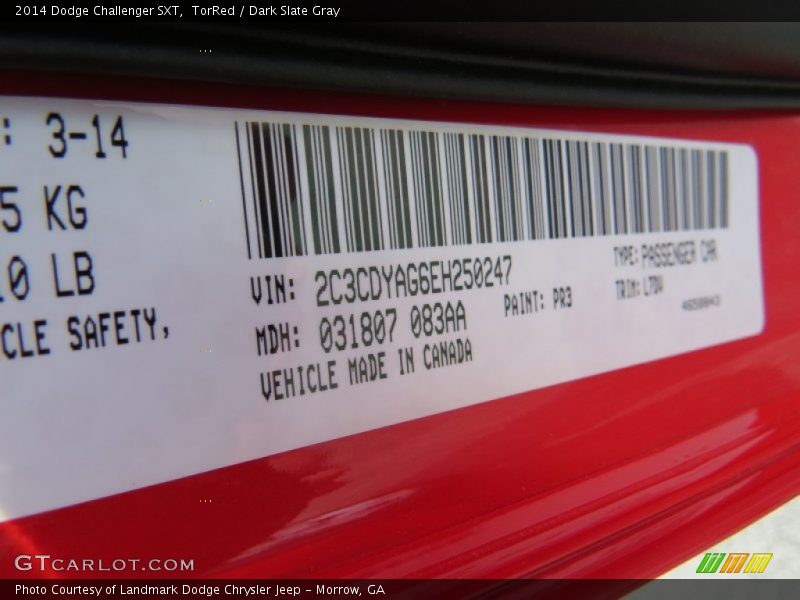 2014 Dodge Challenger SXT, TorRed / Dark Slate Gray
: 3-14
5 KG
10 LB
CLE SAFETY,
VIN: 2C3CDYAG6EH250247
TYPE: PASSENGER CAR
MDH: 031807 083AA
PAINT: PR3
TRIM:
VEHICLE MADE IN CANADA
GTCARLOT.COM
Photo Courtesy of Landmark Dodge Chrysler Jeep - Morrow, GA